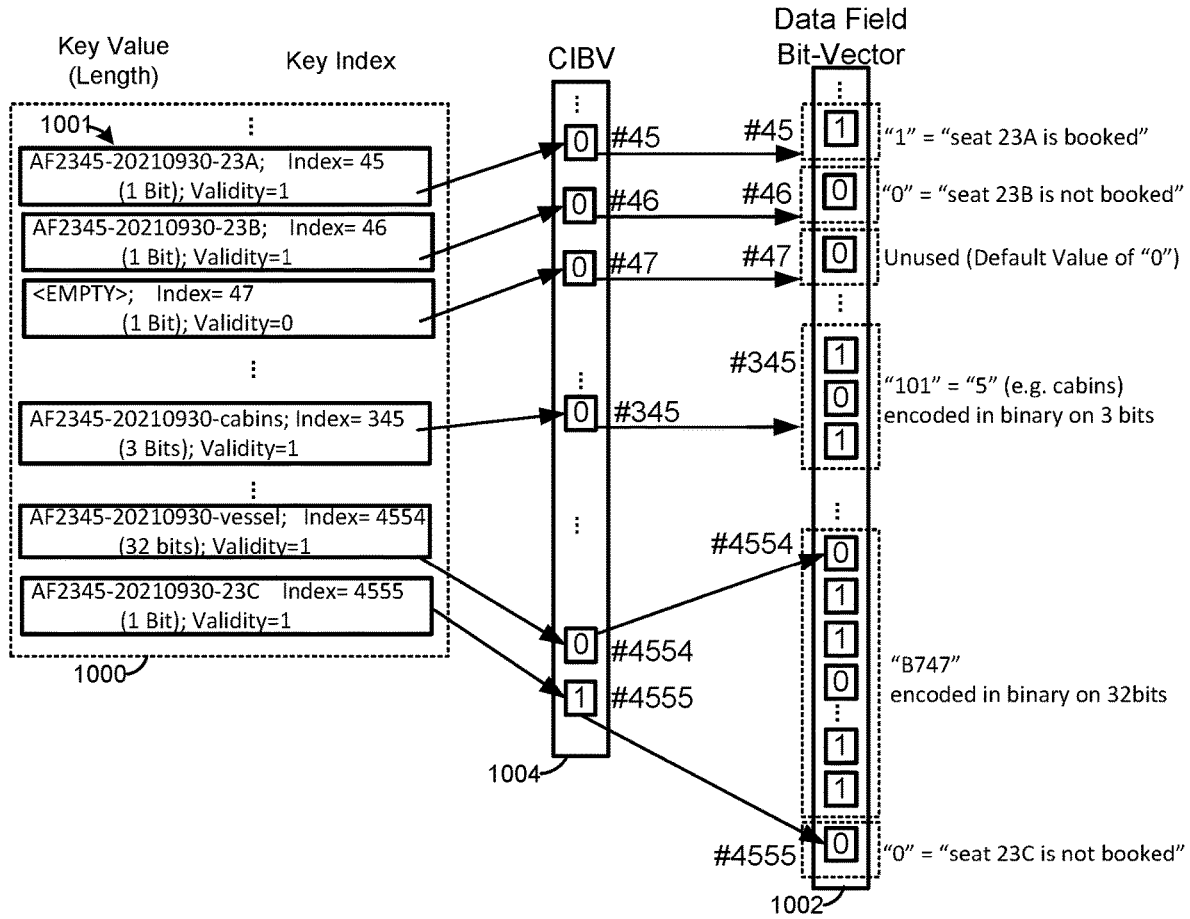 Key Value
(Length)
Key Index
CIBV
Data Field
Bit-Vector
1001
AF2345-20210930-23A; Index= 45
(1 Bit); Validity=1
AF2345-20210930-23B; Index= 46
(1 Bit); Validity=1
<EMPTY>; Index= 47
(1 Bit); Validity=0
AF2345-20210930-cabins; Index= 345
(3 Bits); Validity=1
AF2345-20210930-vessel; Index= 4554
(32 bits); Validity=1
AF2345-20210930-23C Index= 4555
(1 Bit); Validity=1
1000
0 #45
0 #46
0 #47
0 #345
0
#4554
1 #4555
1004
#45 1 "1" = "seat 23A is booked"
#46 0 "0" = "seat 23B is not booked"
#47 0 Unused (Default Value of "0")
#345
1
0
1
"101" = "5" (e.g. cabins)
encoded in binary on 3 bits
#4554
0
1
1
0
1
1
"B747"
encoded in binary on 32bits
#4555 0 "0" = "seat 23C is not booked"
1002